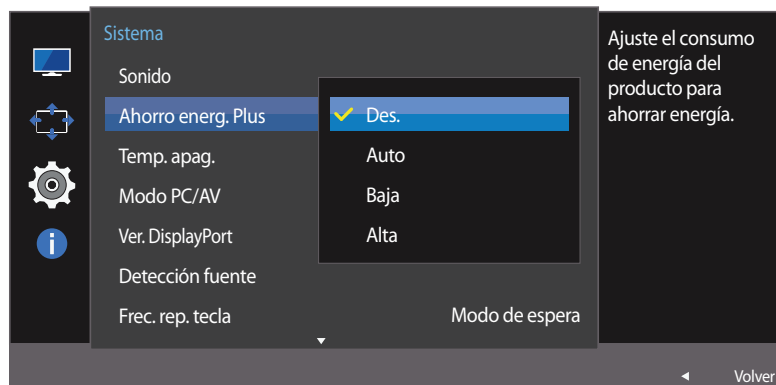 Sistema
Sonido
Ahorro energ. Plus
Des.
Temp. apag.
Auto
Modo PC/AV
Baja
Ver. DisplayPort
Alta
Detección fuente
Frec. rep. tecla
Modo de espera
Ajuste el consumo
de energía del
producto para
ahorrar energía.
Volver